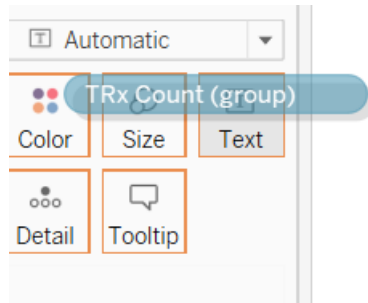 Automatic
TRx Count (group)
Color Size Text
Detail Tooltip